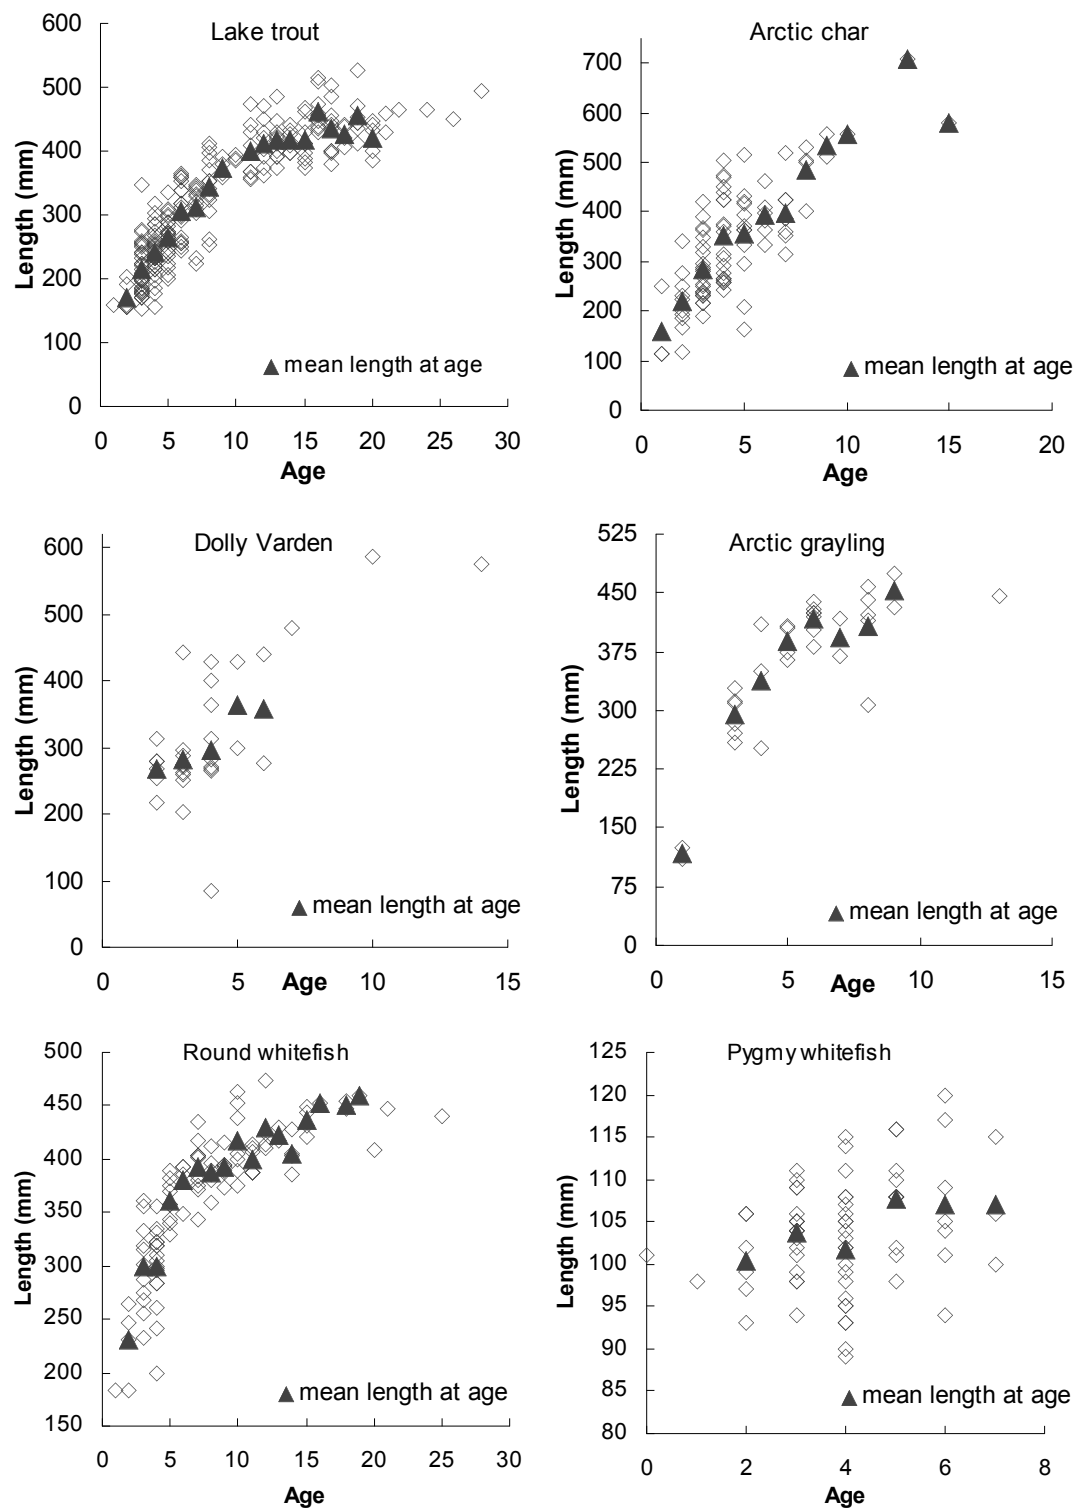 Lake trout
600
500
400
300
200
100
0
Length (mm)
0 5 10 15 20 25 30
Age
mean length at age
Arctic char
700
600
500
400
300
200
100
0
Length (mm)
0 5 10 15 20
Age
mean length at age
Dolly Varden
600
500
400
300
200
100
0
Length (mm)
0 5 10 15
Age
mean length at age
Arctic grayling
525
450
375
300
225
150
75
0
Length (mm)
0 5 10 15
Age
mean length at age
Round whitefish
500
450
400
350
300
250
200
150
Length (mm)
0 5 10 15 20 25 30
Age
mean length at age
Pygmy whitefish
125
120
115
110
105
100
95
90
85
80
Length (mm)
0 2 4 6 8
Age
mean length at age